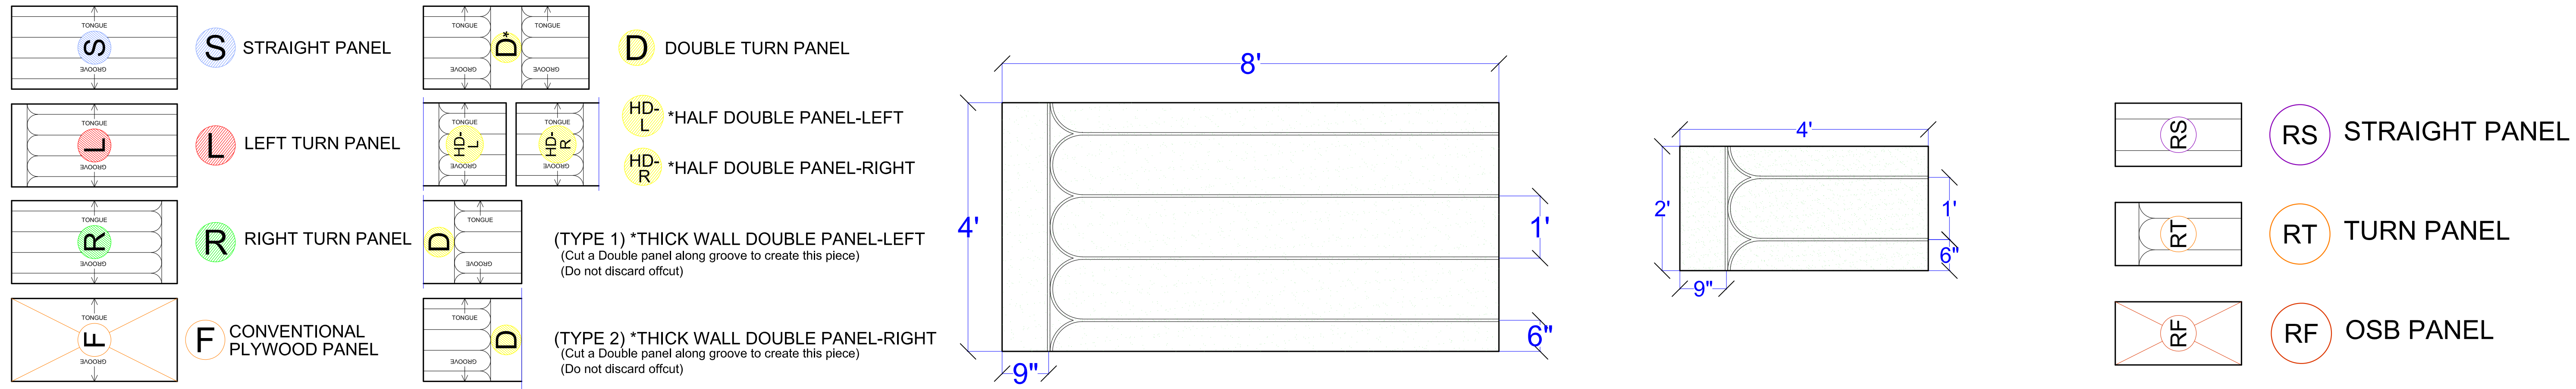 TONGUE
S
GROOVE
S STRAIGHT PANEL
TONGUE
L
GROOVE
L LEFT TURN PANEL
TONGUE
R
GROOVE
R RIGHT TURN PANEL
TONGUE
F
GROOVE
F CONVENTIONAL
PLYWOOD PANEL
TONGUE TONGUE
D*
GROOVE GROOVE
D DOUBLE TURN PANEL
TONGUE TONGUE
HD-
L
HD-
R
GROOVE GROOVE
HD-
L
*HALF DOUBLE PANEL-LEFT
HD-
R
*HALF DOUBLE PANEL-RIGHT
TONGUE
D
GROOVE
(TYPE 1) *THICK WALL DOUBLE PANEL-LEFT
(Cut a Double panel along groove to create this piece)
(Do not discard offcut)
TONGUE
D
GROOVE
(TYPE 2) *THICK WALL DOUBLE PANEL-RIGHT
(Cut a Double panel along groove to create this piece)
(Do not discard offcut)
8'
4'
1'
6"
9"
4'
2'
1'
6"
9"
RS
RS STRAIGHT PANEL
RT
RT TURN PANEL
RF
RF OSB PANEL